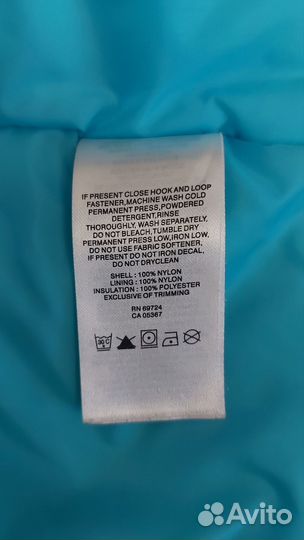 IF PRESENT CLOSE HOOK AND LOOP
FASTENER,MACHINE WASH COLD
PERMANENT PRESS,POWDERED
DETERGENT,RINSE
THOROUGHLY, WASH SEPARATELY,
DO NOT BLEACH,TUMBLE DRY
PERMANENT PRESS LOW,IRON LOW,
DO NOT USE FABRIC SOFTENER,
IF PRESENT DO NOT IRON DECAL,
DO NOT DRYCLEAN
SHELL : 100% NYLON
LINING : 100% NYLON
INSULATION : 100% POLYESTER
EXCLUSIVE OF TRIMMING
RN 69724
CA 05367
30 C
Avito